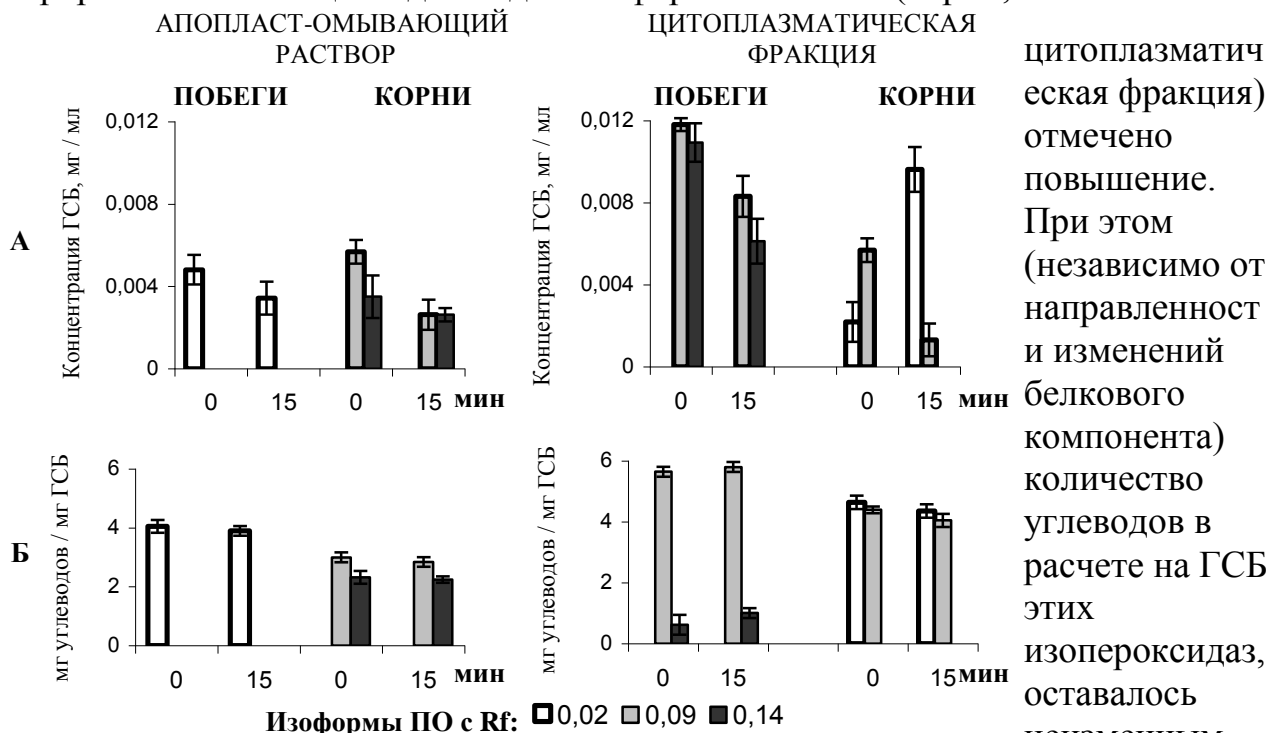 АПОПЛАСТ-ОМЫВАЮЩИЙ
РАСТВОР
ЦИТОПЛАЗМАТИЧЕСКАЯ
ФРАКЦИЯ
ПОБЕГИ КОРНИ
ПОБЕГИ КОРНИ
А
Концентрация ГСБ, мг / мл
0,012
0,008
0,004
0
0 15 0 15 мин
Концентрация ГСБ, мг / мл
0,012
0,008
0,004
0
0 15 0 15 мин
Б
мг углеводов / мг ГСБ
6
4
2
0
0 15 0 15 мин
мг углеводов / мг ГСБ
6
4
2
0
0 15 0 15 мин
Изоформы ПО с Rf: 0,02 0,09 0,14
цитоплазматич
еская фракция)
отмечено
повышение.
При этом
(независимо от
направленност
и изменений
белкового
компонента)
количество
углеводов в
расчете на ГСБ
этих
изопероксидаз,
оставалось